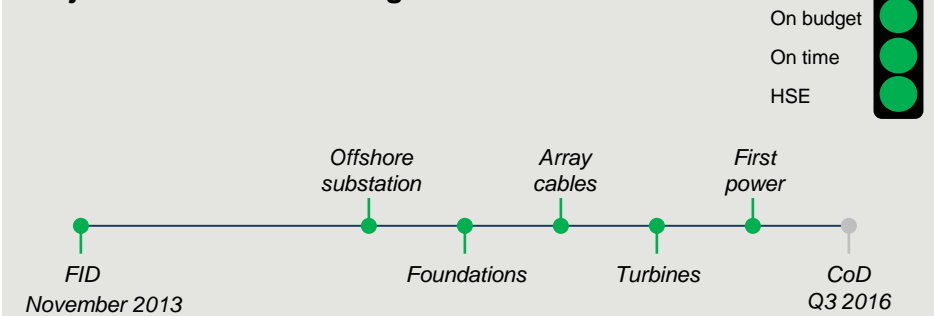 On budget
On time
HSE
Offshore
substation
Array
cables
First
power
FID
November 2013
Foundations
Turbines
CoD
Q3 2016